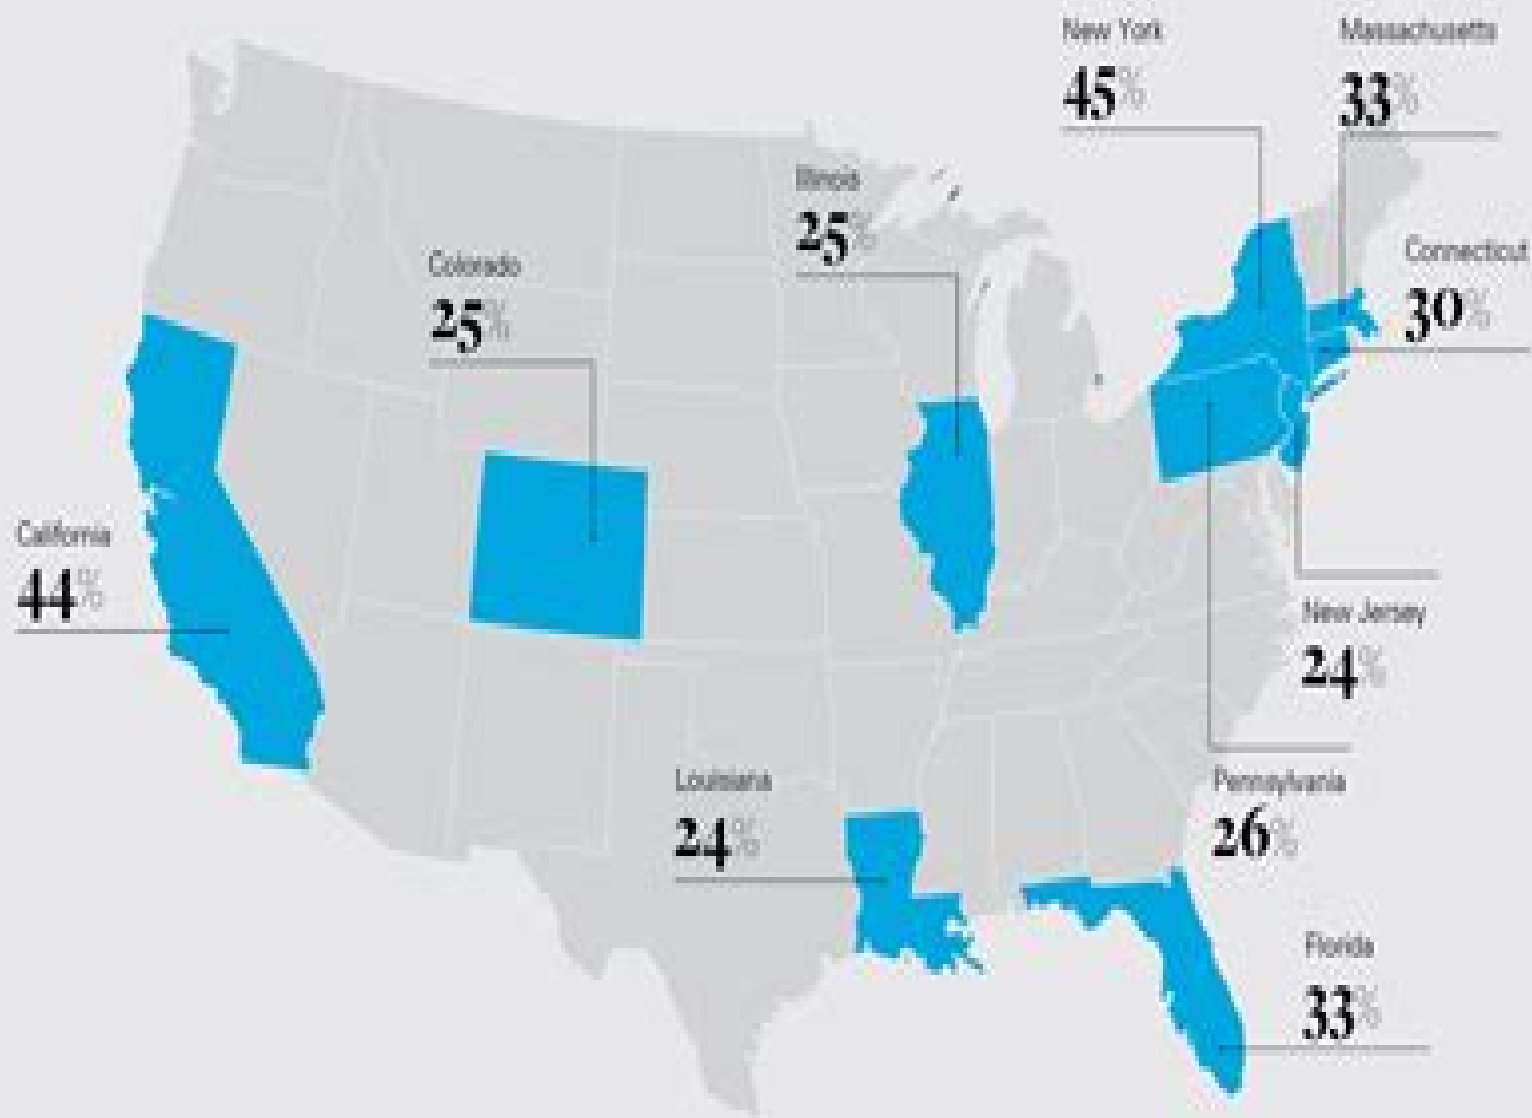 New York
45%
Massachusetts
33%
Illinois
25%
Connecticut
30%
Colorado
25%
California
44%
New Jersey
24%
Louisiana
24%
Pennsylvania
26%
Florida
33%